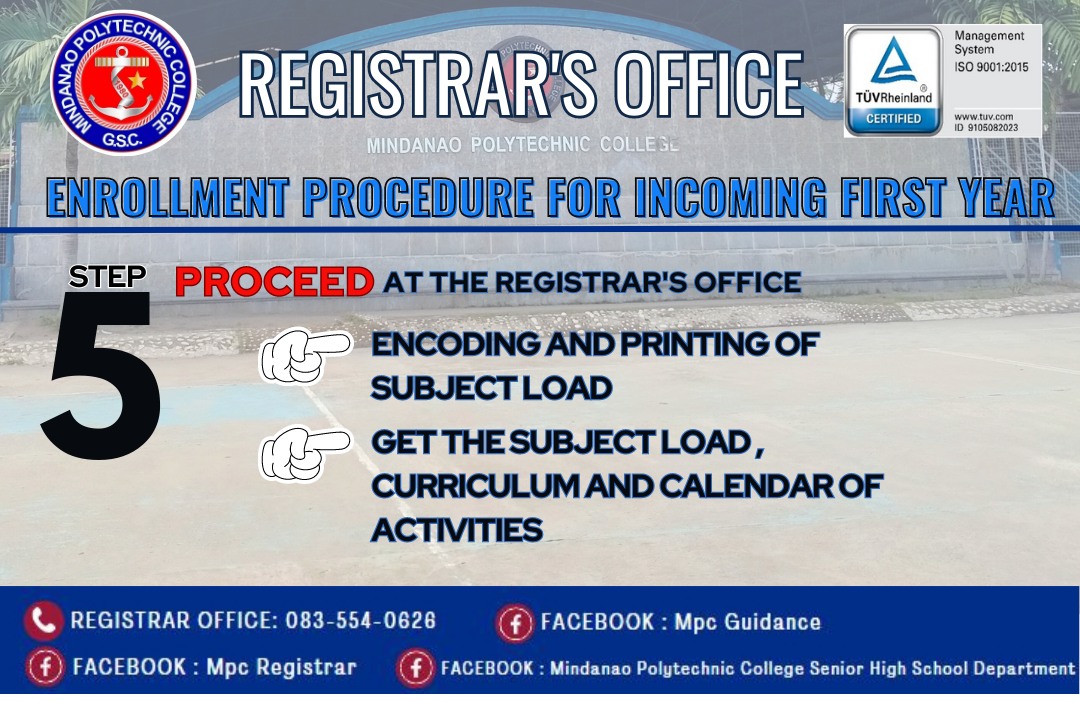 MINDANAO POLYTECHNIC COLLEGE
1980
G.S.C.
REGISTRAR'S OFFICE
TÜVRheinland
CERTIFIED
Management
System
ISO 9001:2015
www.tuv.com
ID 9105082023
MINDANAO POLYTECHNIC COLLEGE
ENROLLMENT PROCEDURE FOR INCOMING FIRST YEAR
STEP
5
PROCEED AT THE REGISTRAR'S OFFICE
ENCODING AND PRINTING OF
SUBJECT LOAD
GET THE SUBJECT LOAD ,
CURRICULUM AND CALENDAR OF
ACTIVITIES
REGISTRAR OFFICE: 083-554-0626
FACEBOOK : Mpc Guidance
FACEBOOK : Mpc Registrar
FACEBOOK : Mindanao Polytechnic College Senior High School Department